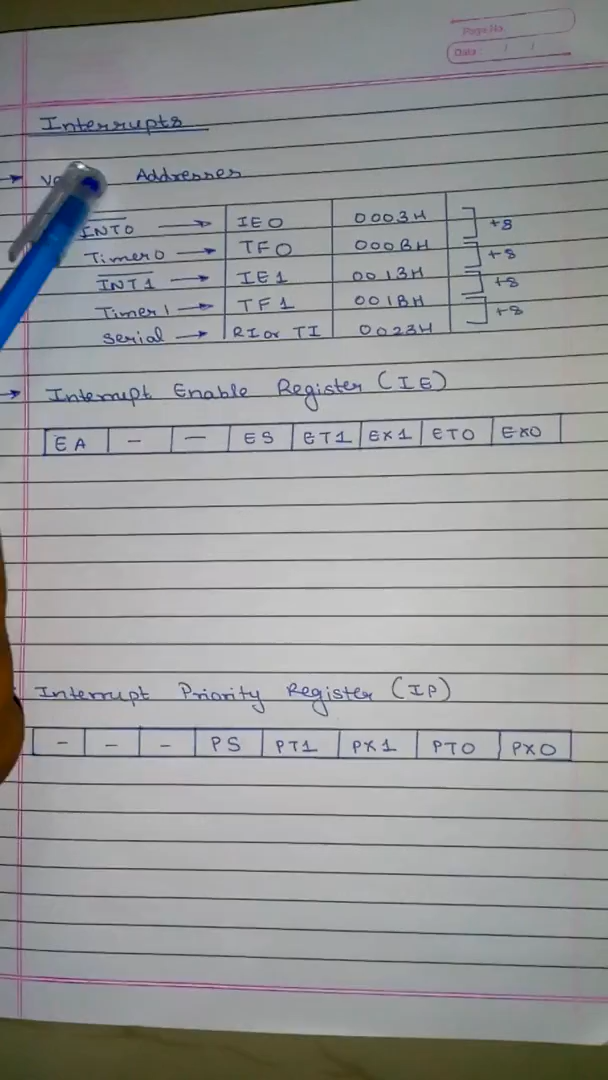 Page No.
Date: / /
Interrupts
→ Addresses
INT0 → IE0 0003H +8
Timer0 → TF0 000BH +8
INT1 → IE1 0013H +8
Timer1 → TF1 001BH +8
Serial → RI or TI 0023H
→ Interrupt Enable Register (IE)
EA - - ES ET1 EX1 ET0 EX0
Interrupt Priority Register (IP)
- - - PS PT1 PX1 PT0 PX0